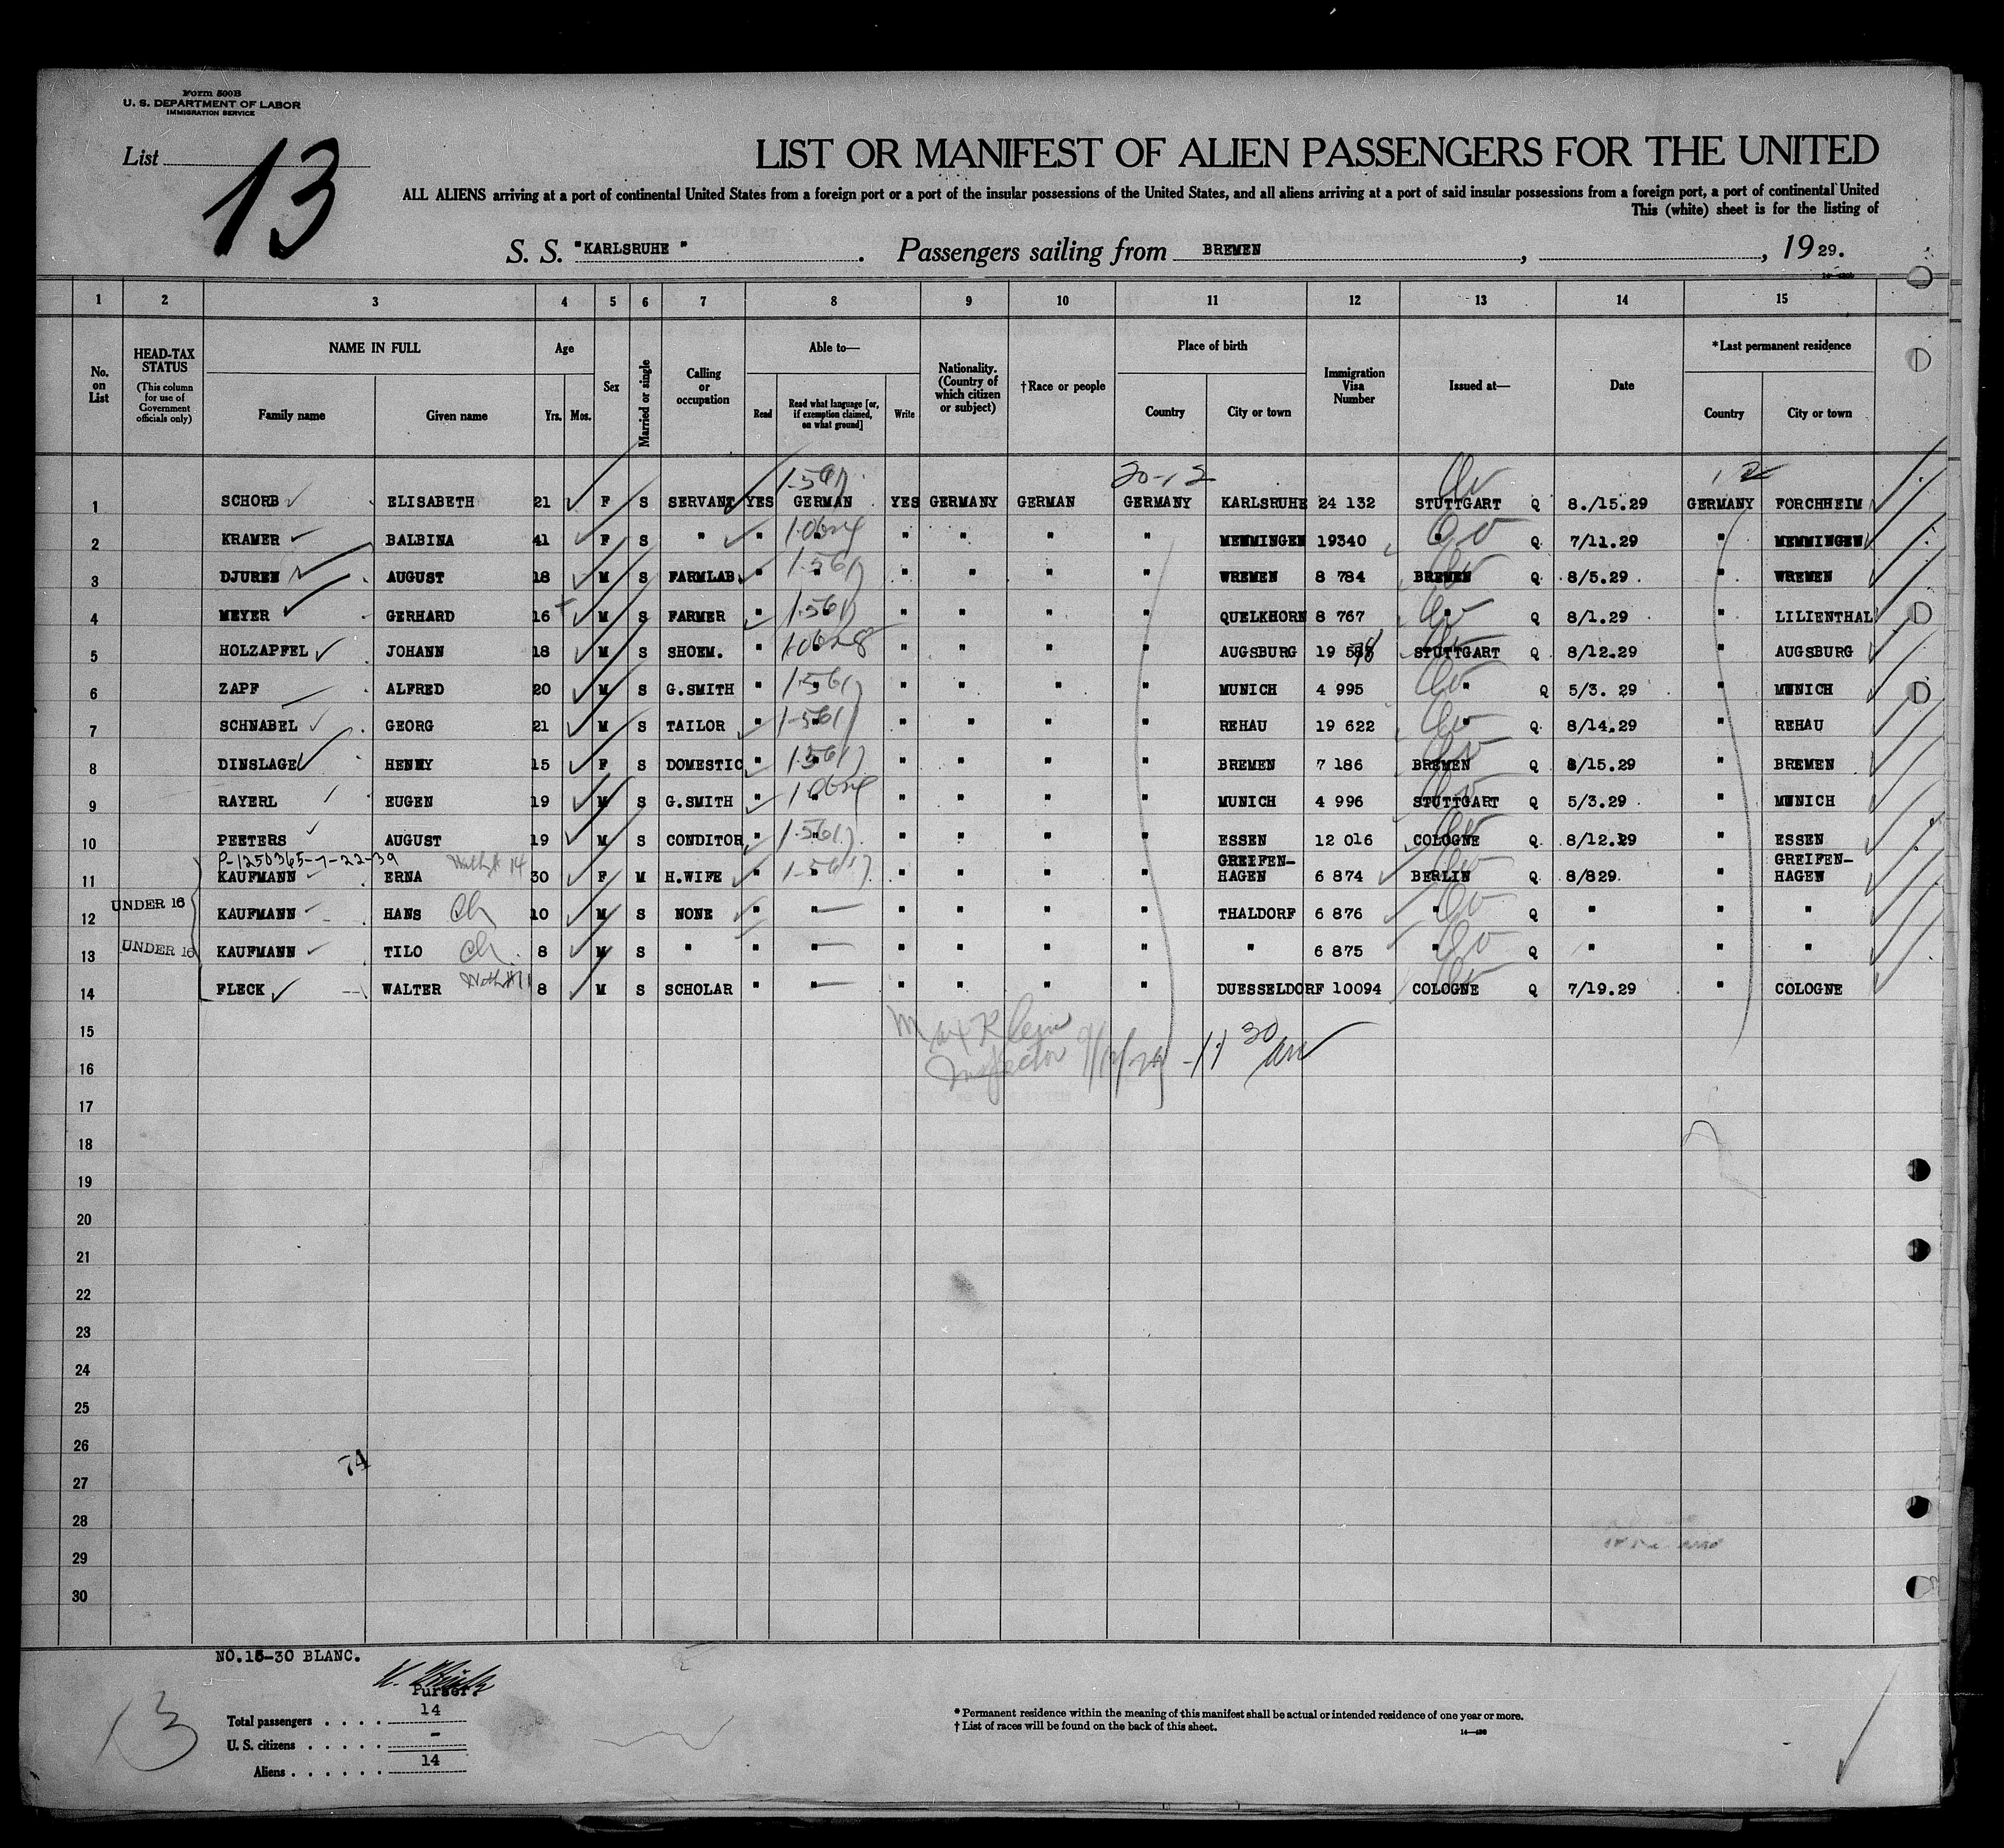 Form 500B
U. S. DEPARTMENT OF LABOR
IMMIGRATION SERVICE
List 13
LIST OR MANIFEST OF ALIEN PASSENGERS FOR THE UNITED
ALL ALIENS arriving at a port of continental United States from a foreign port or a port of the insular possessions of the United States, and all aliens arriving at a port of said insular possessions from a foreign port, a port of continental United
This (white) sheet is for the listing of
S. S. "KARLSRUHE". Passengers sailing from BREMEN, , 1929.
1 2 3 4 5 6 7 8 9 10 11 12 13 14 15
No. on List
HEAD-TAX STATUS (This column for use of Government officials only)
NAME IN FULL Family name Given name
Age Yrs. Mos.
Sex
Married or single
Calling or occupation
Able to— Read Read what language [or, if exemption claimed, on what ground] Write
Nationality. (Country of which citizen or subject)
†Race or people
Place of birth Country City or town
Immigration Visa Number
Issued at—
Date
*Last permanent residence Country City or town
20-12
1 SCHORB ELISABETH 21 F S SERVANT YES GERMAN YES GERMANY GERMAN GERMANY KARLSRUHE 24 132 STUTTGART Q 8./15.29 GERMANY FORCHHEIM
2 KRAMER BALBINA 41 F S " " " " " " " MEMMINGEN 19340 " Q 7/11.29 " MEMMINGEN
3 DJUREN AUGUST 18 M S FARMLAB. " " " " " " WREMEN 8 784 BREMEN Q 8/5.29 " WREMEN
4 MEYER GERHARD 16 M S FARMER " " " " " " QUELKHORN 8 767 " Q 8/1.29 " LILIENTHAL
5 HOLZAPFEL JOHANN 18 M S SHOEM. " " " " " " AUGSBURG 19 5 STUTTGART Q 8/12.29 " AUGSBURG
6 ZAPF ALFRED 20 M S G.SMITH " " " " " " MUNICH 4 995 " Q 5/3. 29 " MUNICH
7 SCHNABEL GEORG 21 M S TAILOR " " " " " " REHAU 19 622 " Q 8/14.29 " REHAU
8 DINSLAGE HENNY 15 F S DOMESTIC " " " " " " BREMEN 7 186 BREMEN Q 8/15.29 " BREMEN
9 RAYERL EUGEN 19 M S G.SMITH " " " " " " MUNICH 4 996 STUTTGART Q 5/3.29 " MUNICH
10 PEETERS AUGUST 19 M S CONDITOR " " " " " " ESSEN 12 016 COLOGNE Q 8/12.29 " ESSEN
P-1250365-7-22-39
11 KAUFMANN ERNA 30 F M H.WIFE " " " " " " GREIFEN-HAGEN 6 874 BERLIN Q 8/829. " GREIFEN-HAGEN
UNDER 16 12 KAUFMANN HANS Ch 10 M S NONE " " " " " " THALDORF 6 876 " Q " " "
UNDER 16 13 KAUFMANN TILO Ch 8 M S " " " " " " " " 6 875 " Q " " "
14 FLECK WALTER 8 M S SCHOLAR " " " " " " DUESSELDORF 10094 COLOGNE Q 7/19.29 " COLOGNE
15 Max Klein
16 Inspector
17
18
19
20
21
22
23
24
25
26
74
27
28
29
30
NO.15-30 BLANC.
Purser.
Total passengers . . . . 14
U. S. citizens . . . . . -
Aliens . . . . . . 14
13
* Permanent residence within the meaning of this manifest shall be actual or intended residence of one year or more.
† List of races will be found on the back of this sheet.